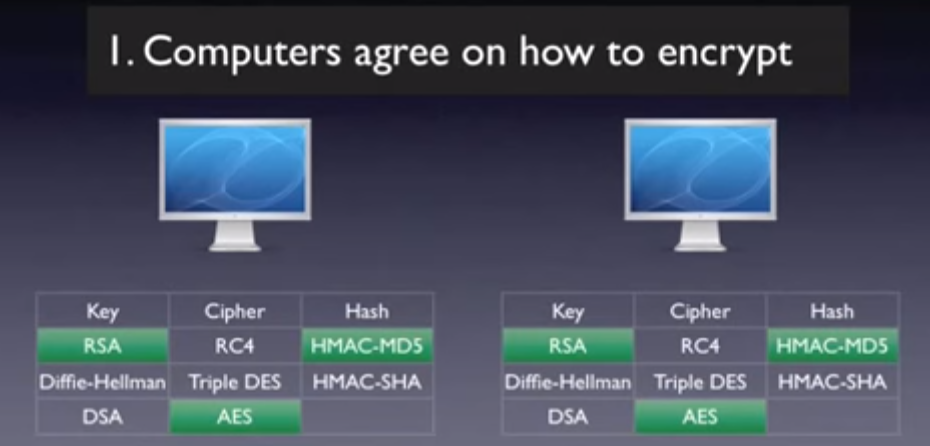 1. Computers agree on how to encrypt
Key Cipher Hash
RSA RC4 HMAC-MD5
Diffie-Hellman Triple DES HMAC-SHA
DSA AES
Key Cipher Hash
RSA RC4 HMAC-MD5
Diffie-Hellman Triple DES HMAC-SHA
DSA AES